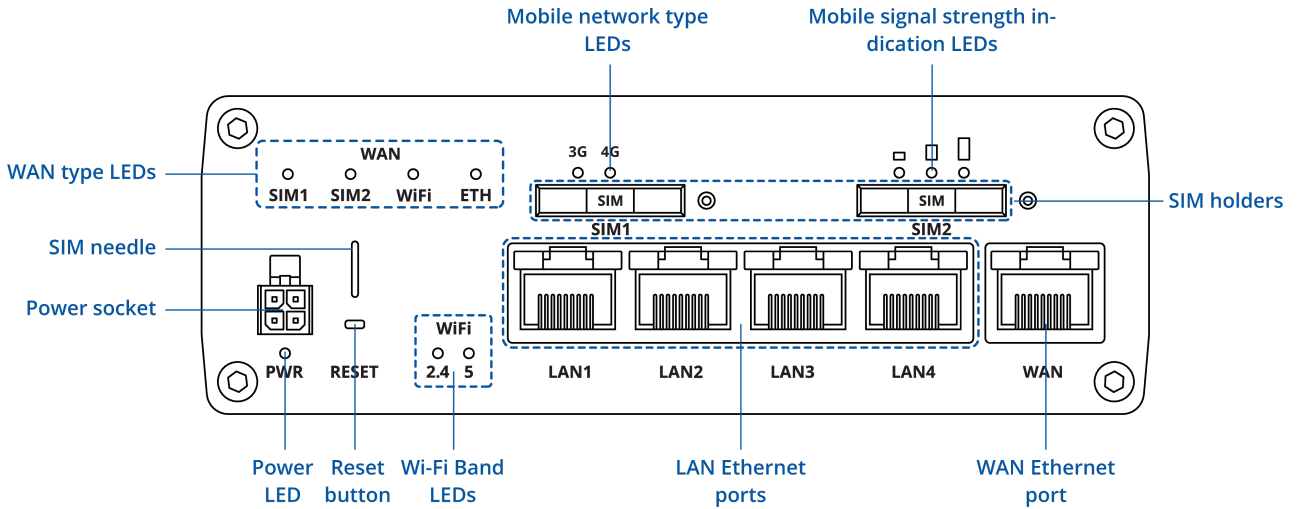 Mobile network type
LEDs
Mobile signal strength in-
dication LEDs
WAN type LEDs
WAN
SIM1 SIM2 WiFi ETH
3G 4G
SIM
SIM1
SIM
SIM2
SIM holders
SIM needle
Power socket
PWR
RESET
WiFi
2.4 5
LAN1
LAN2
LAN3
LAN4
WAN
Power
LED
Reset
button
Wi-Fi Band
LEDs
LAN Ethernet
ports
WAN Ethernet
port